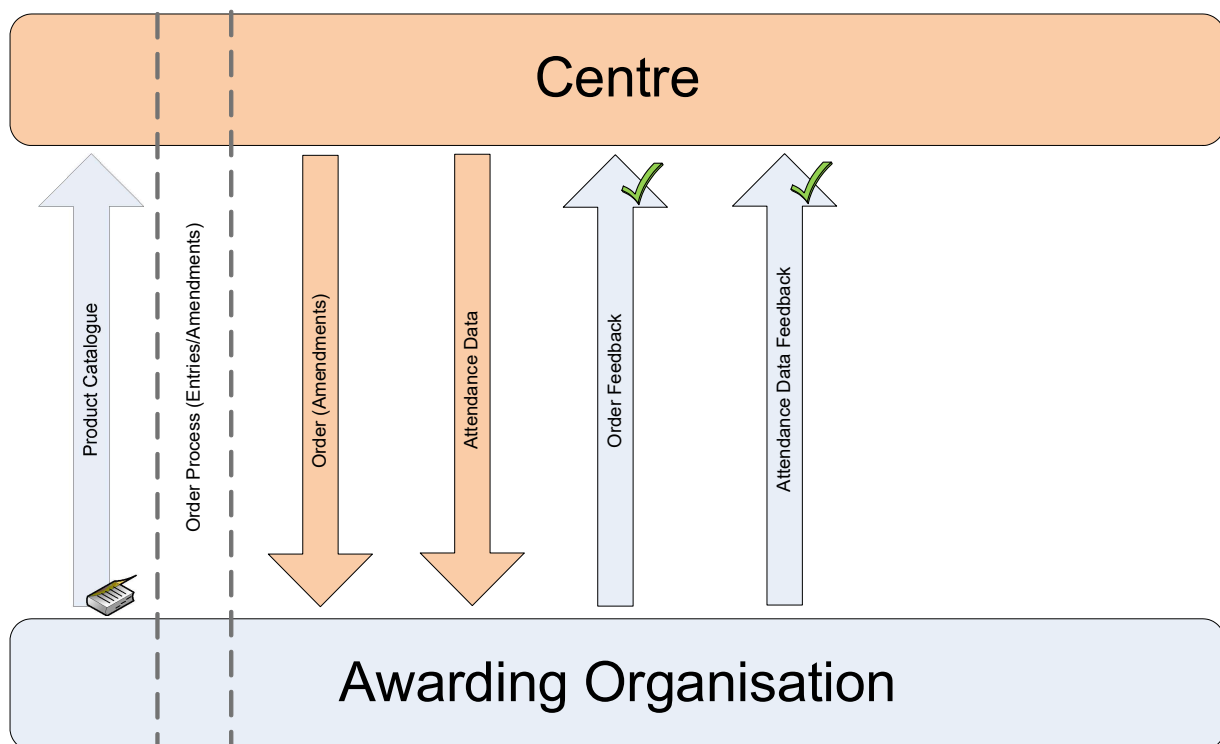 Centre
Product Catalogue
Order Process (Entries/Amendments)
Order (Amendments)
Attendance Data
Order Feedback
Attendance Data Feedback
Awarding Organisation